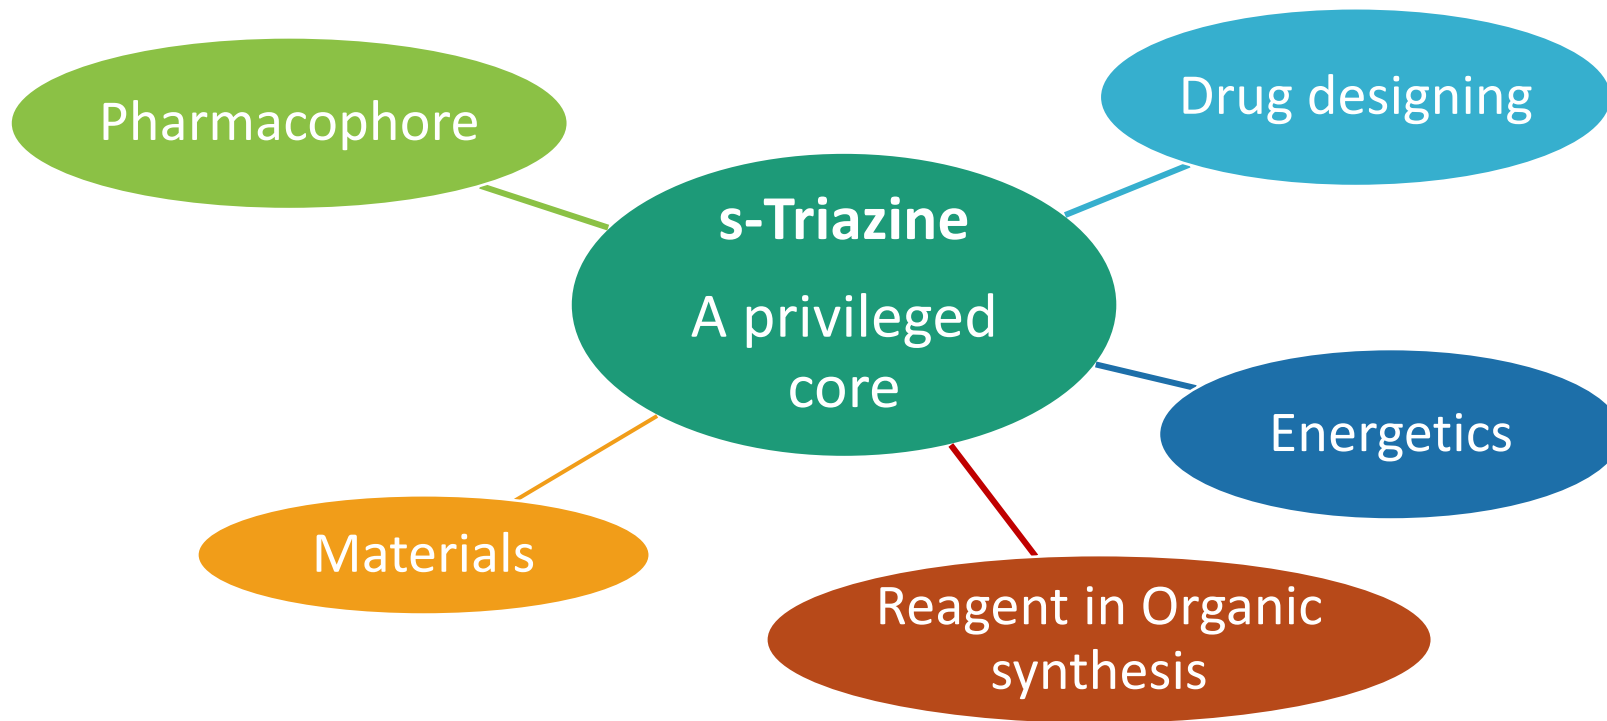 Pharmacophore
Drug designing
s-Triazine
A privileged
core
Energetics
Materials
Reagent in Organic
synthesis